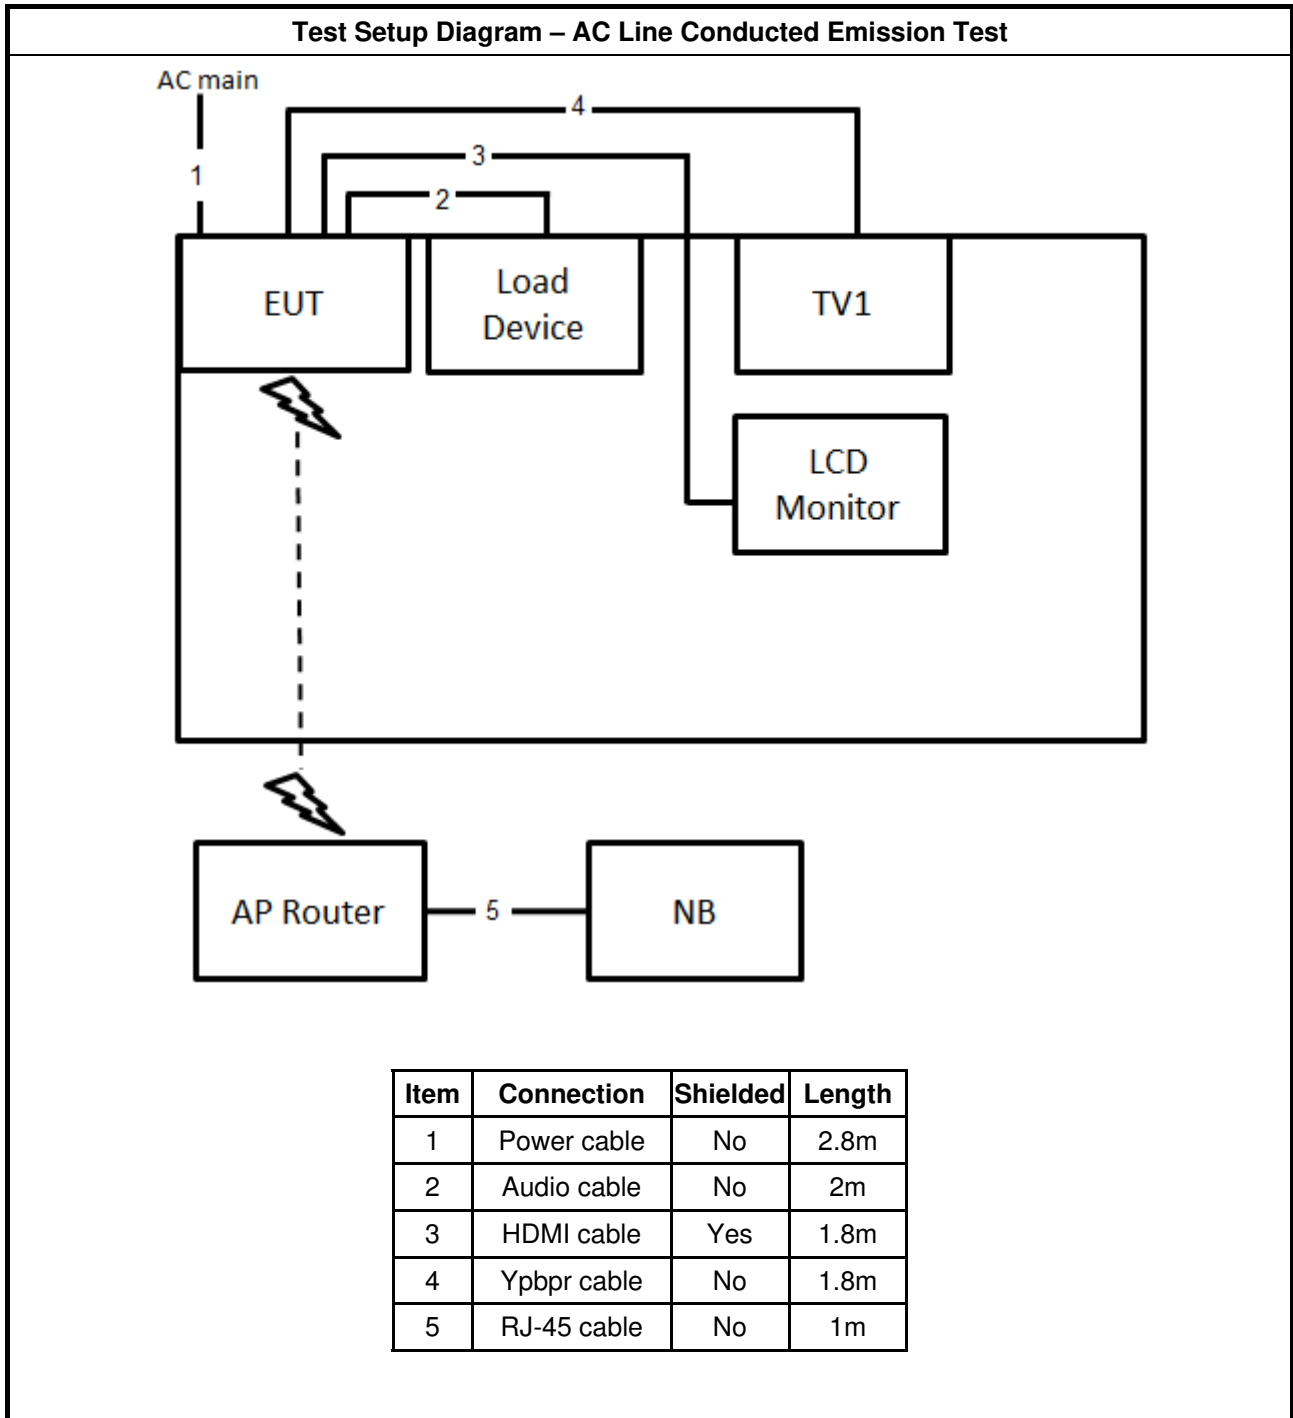 Test Setup Diagram – AC Line Conducted Emission Test
AC main
4
3
1
2
EUT
Load
Device
TV1
LCD
Monitor
AP Router
5
NB
Item Connection Shielded Length
1 Power cable No 2.8m
2 Audio cable No 2m
3 HDMI cable Yes 1.8m
4 Ypbpr cable No 1.8m
5 RJ-45 cable No 1m